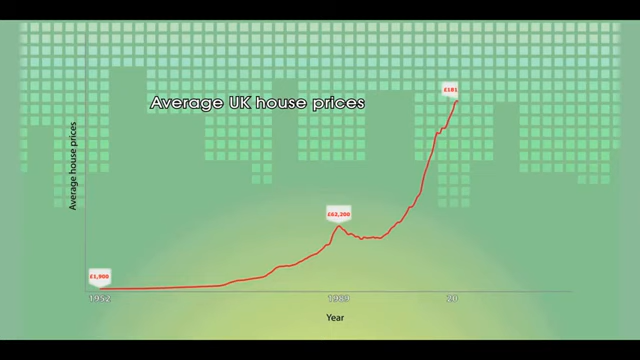 Average UK house prices
£181
Average house prices
£62,200
£1,900
1952
1989
20
Year